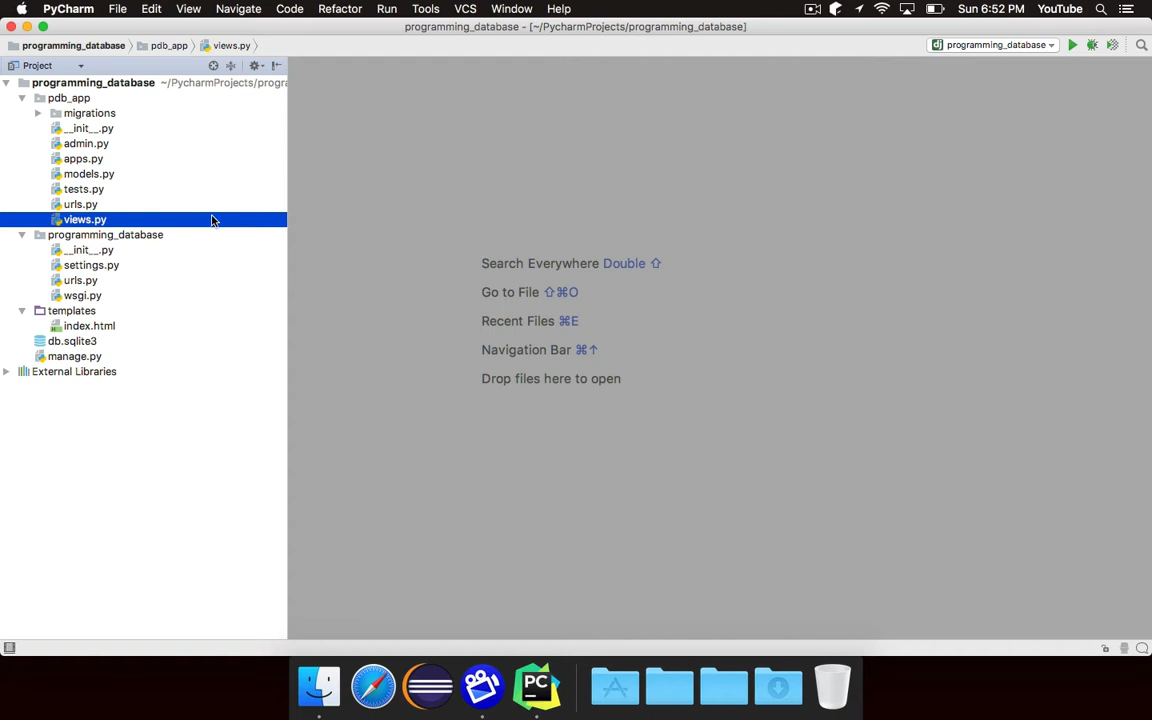 PyCharm File Edit View Navigate Code Refactor Run Tools VCS Window Help Sun 6:52 PM YouTube
programming_database - [~/PycharmProjects/programming_database]
programming_database pdb_app views.py programming_database
Project
programming_database ~/PycharmProjects/progra
pdb_app
migrations
__init__.py
admin.py
apps.py
models.py
tests.py
urls.py
views.py
programming_database
__init__.py
settings.py
urls.py
wsgi.py
templates
index.html
db.sqlite3
manage.py
External Libraries
Search Everywhere Double ⇧
Go to File ⇧⌘O
Recent Files ⌘E
Navigation Bar ⌘↑
Drop files here to open
PC